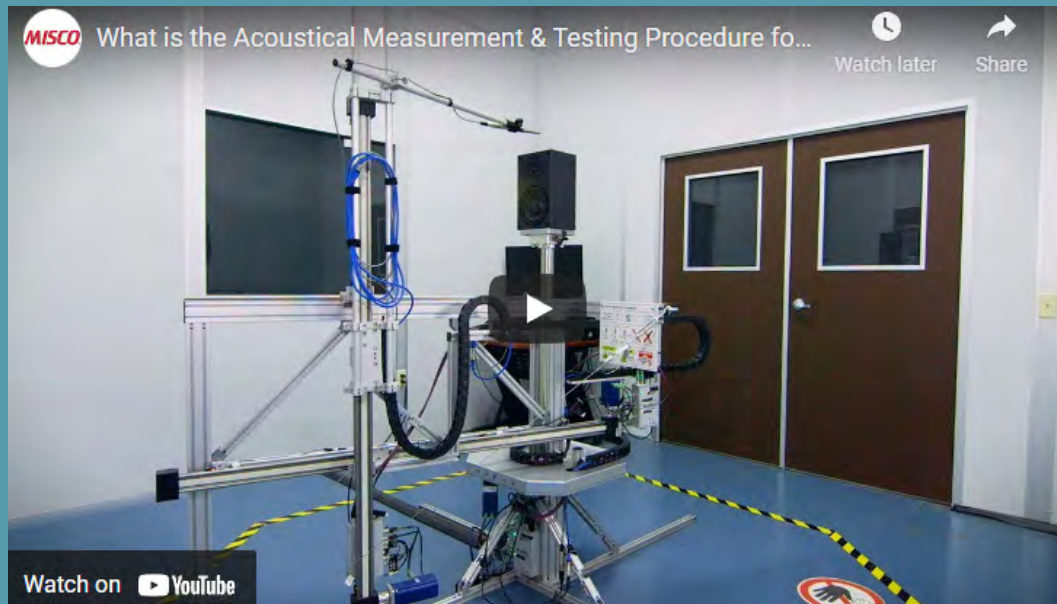 MISCO What is the Acoustical Measurement & Testing Procedure fo...
Watch later
Share
Watch on YouTube